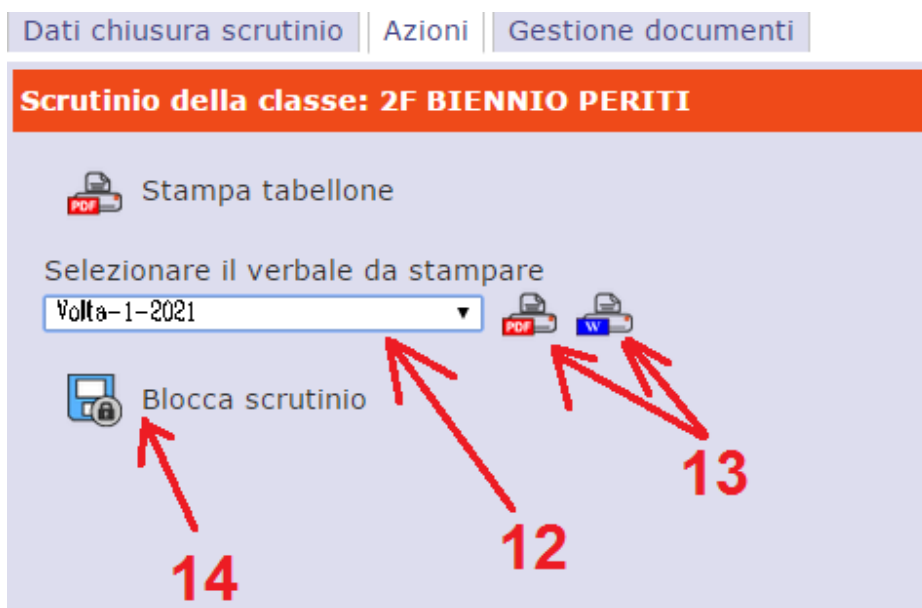 Dati chiusura scrutinio Azioni Gestione documenti
Scrutinio della classe: 2F BIENNIO PERITI
PDF Stampa tabellone
Selezionare il verbale da stampare
Volta-1-2021 PDF W
Blocca scrutinio
13
12
14